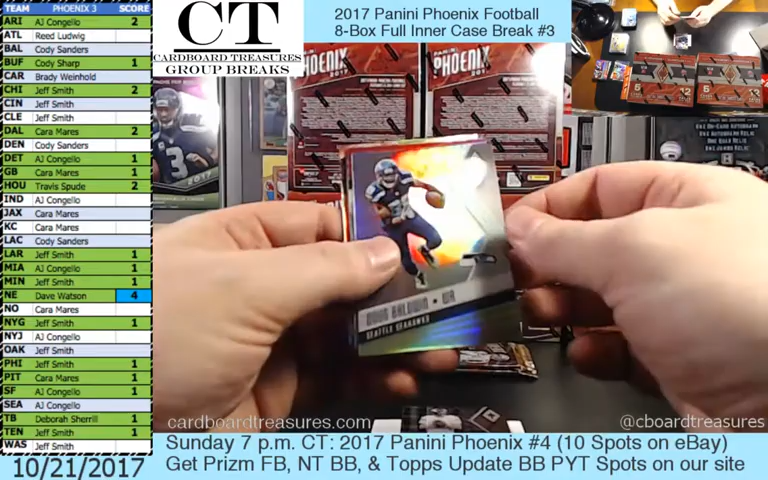 TEAM PHOENIX 3 SCORE
ARI AJ Congello 2
ATL Reed Ludwig
BAL Cody Sanders
BUF Cody Sharp 1
CAR Brady Weinhold
CHI Jeff Smith 2
CIN Jeff Smith
CLE Jeff Smith
DAL Cara Mares 2
DEN Cody Sanders
DET AJ Congello 1
GB Cara Mares 1
HOU Travis Spude 2
IND AJ Congello
JAX Cara Mares
KC Cara Mares
LAC Cody Sanders
LAR Jeff Smith 1
MIA AJ Congello 1
MIN Jeff Smith 1
NE Dave Watson 4
NO Cara Mares
NYG Jeff Smith 1
NYJ AJ Congello
OAK Jeff Smith
PHI Jeff Smith 1
PIT Cara Mares 1
SF AJ Congello 1
SEA AJ Congello
TB Deborah Sherrill 1
TEN Jeff Smith 1
WAS Jeff Smith
10/21/2017
CT
CARDBOARD TREASURES
GROUP BREAKS
2017 Panini Phoenix Football
8-Box Full Inner Case Break #3
PHOENIX
2017
PHOENIX
2017
DOUG BALDWIN • WR
SEATTLE SEAHAWKS
cardboardtreasures.com
@cboardtreasures
Sunday 7 p.m. CT: 2017 Panini Phoenix #4 (10 Spots on eBay)
Get Prizm FB, NT BB, & Topps Update BB PYT Spots on our site